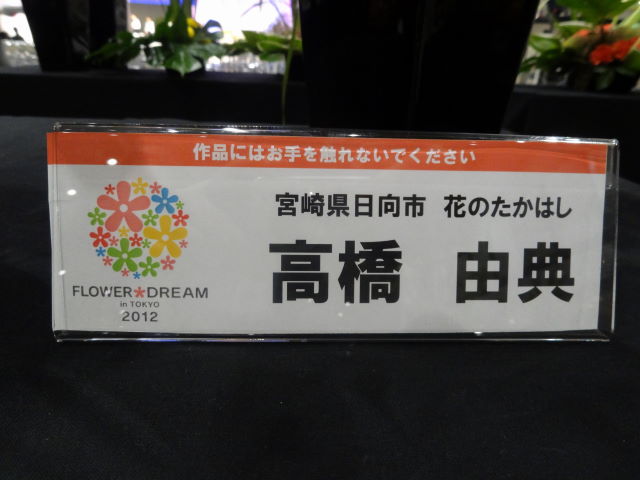 作品にはお手を触れないでください
宮崎県日向市 花のたかはし
高橋 由典
FLOWER DREAM
in TOKYO
2012